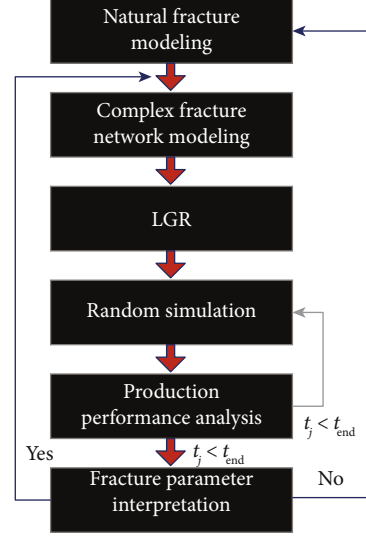 Natural fracture
modeling
Complex fracture
network modeling
LGR
Random simulation
Production
performance analysis
t_j < t_end
t_j < t_end
Yes
Fracture parameter
interpretation
No